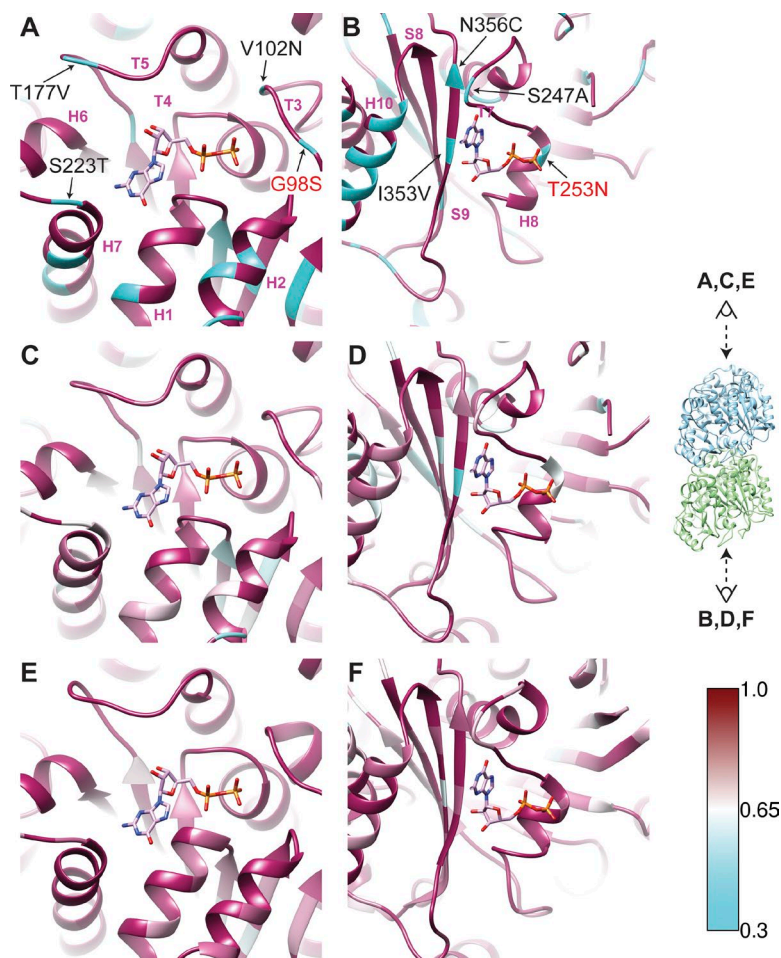 A
T5
V102N
T177V
T4
T3
H6
S223T
G98S
H7
H2
H1
B
S8
N356C
H10
S247A
I353V
T253N
S9
H8
A,C,E
C
D
B,D,F
E
F
1.0
0.65
0.3